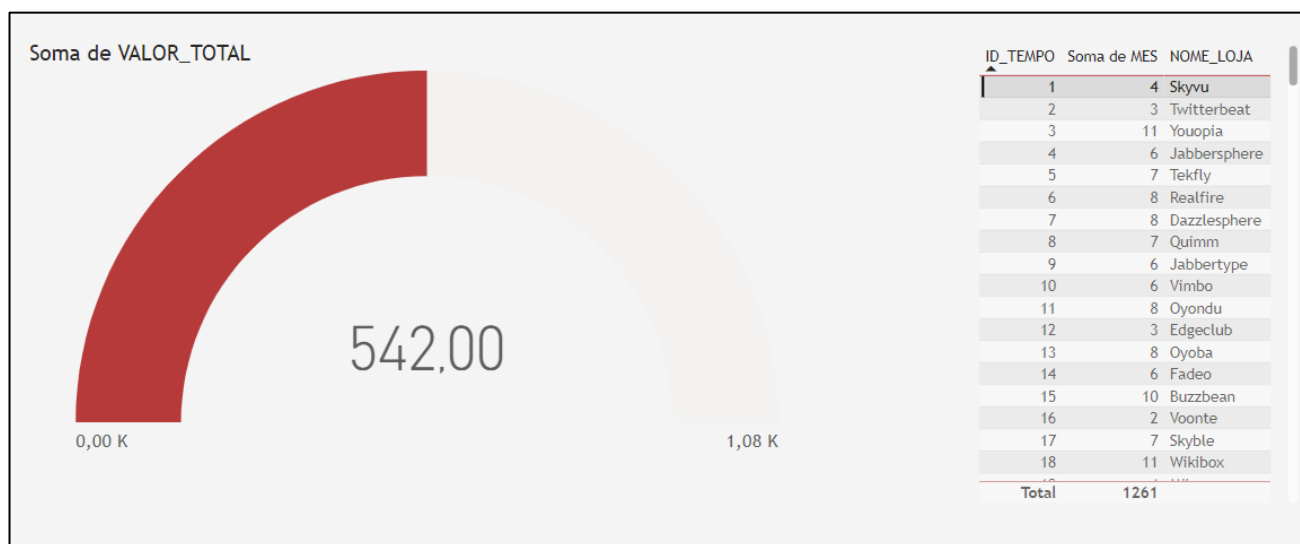 Soma de VALOR_TOTAL
542,00
0,00 K
1,08 K
ID_TEMPO Soma de MES NOME_LOJA
1 4 Skyvu
2 3 Twitterbeat
3 11 Youopia
4 6 Jabbersphere
5 7 Tekfly
6 8 Realfire
7 8 Dazzlesphere
8 7 Quimm
9 6 Jabbertype
10 6 Vimbo
11 8 Oyondu
12 3 Edgeclub
13 8 Oyoba
14 6 Fadeo
15 10 Buzzbean
16 2 Voonte
17 7 Skyble
18 11 Wikibox
Total 1261